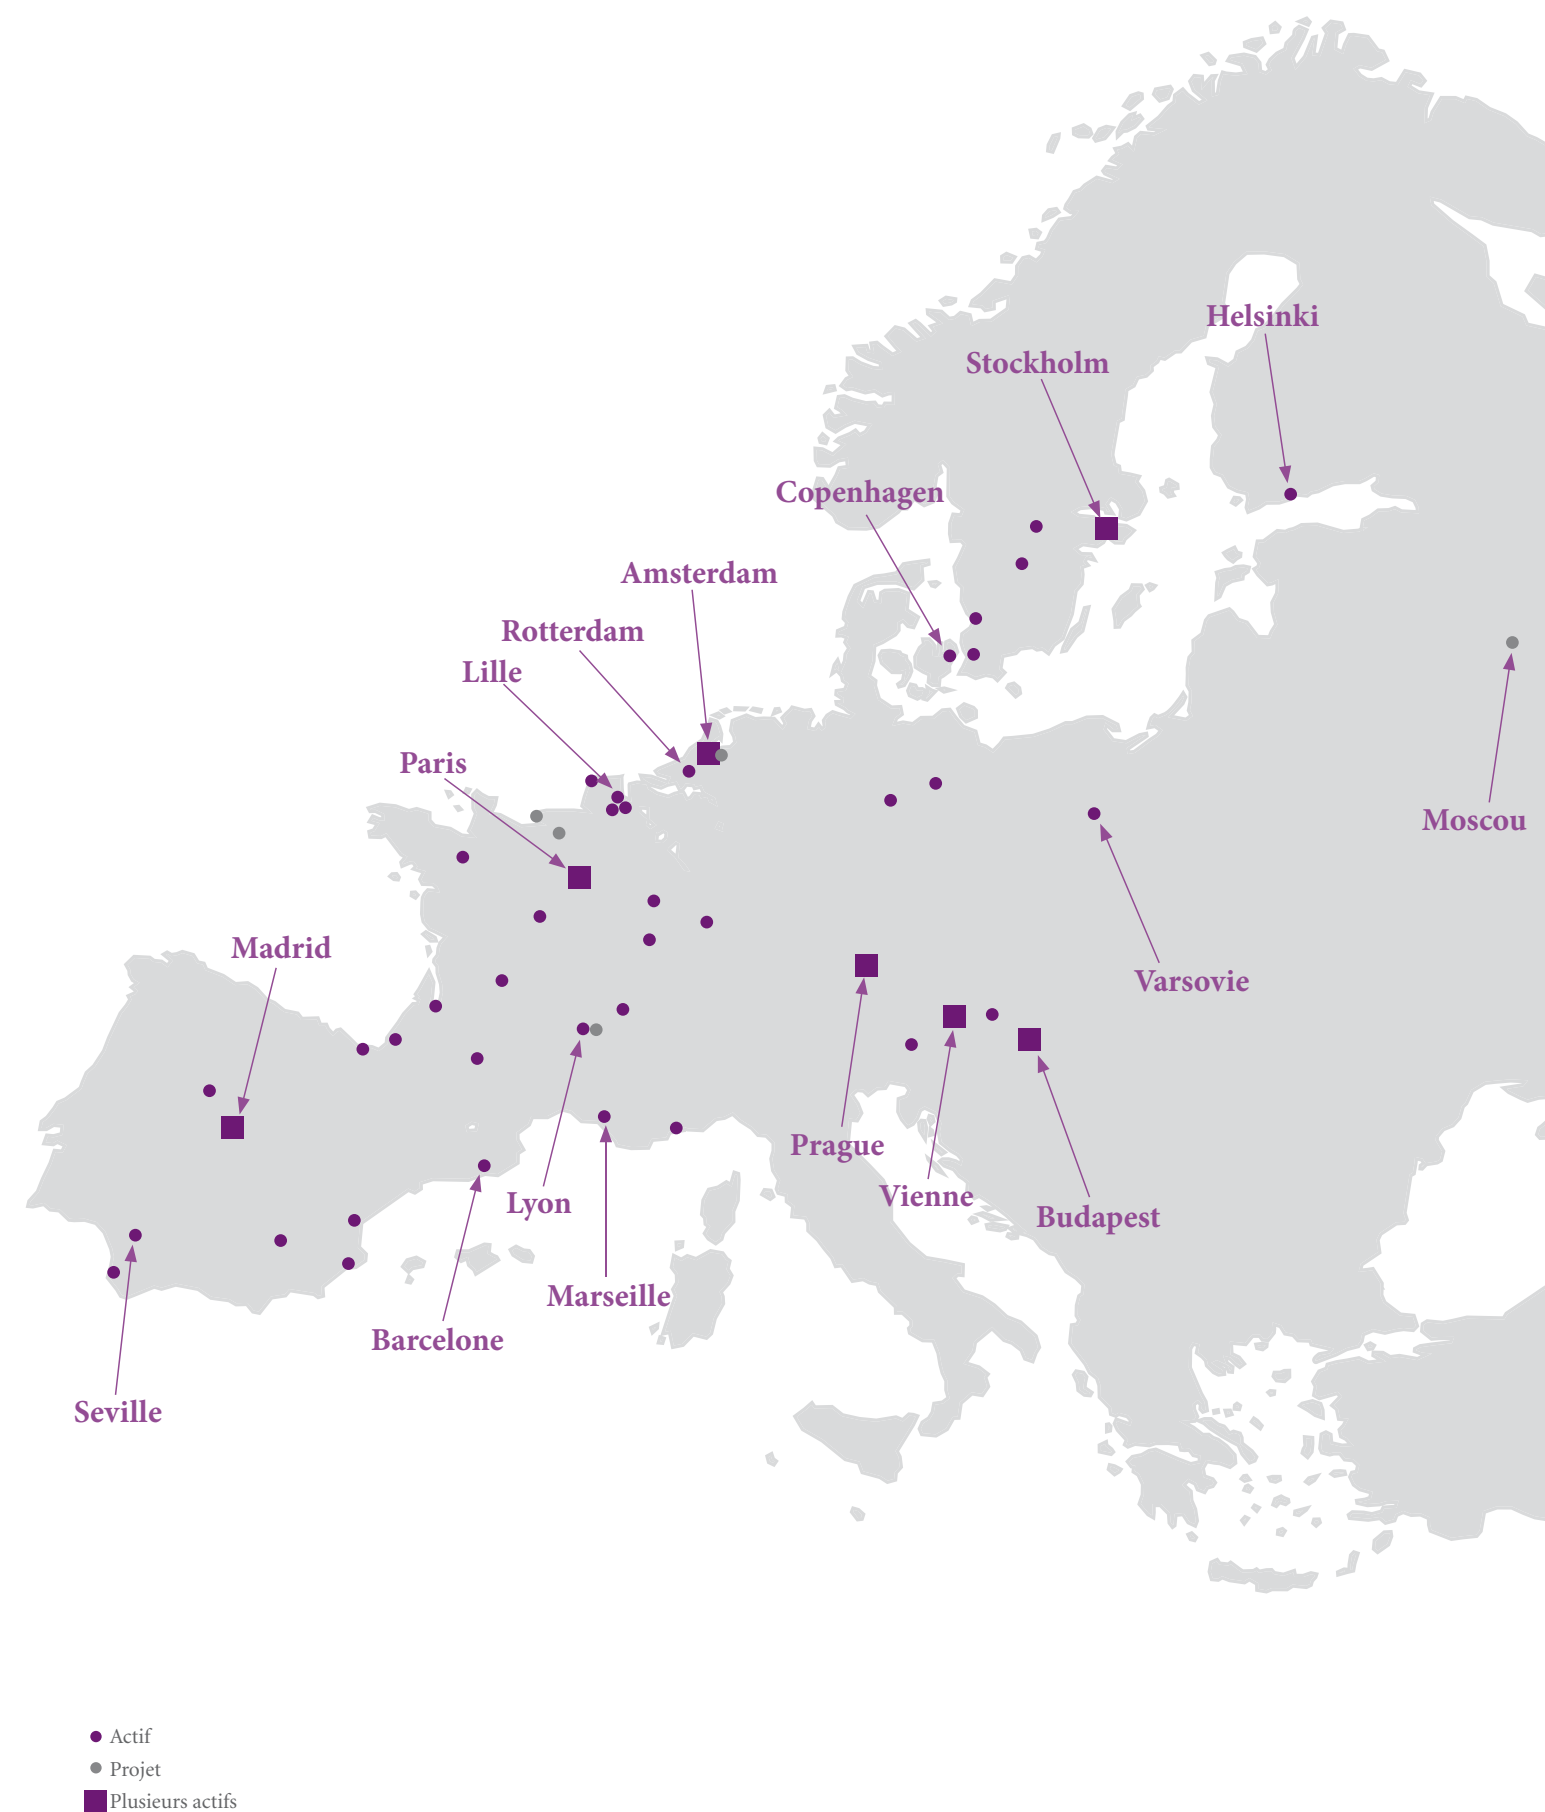 Helsinki
Stockholm
Copenhagen
Amsterdam
Rotterdam
Lille
Paris
Moscou
Madrid
Varsovie
Prague
Vienne
Lyon
Budapest
Marseille
Barcelone
Seville
Actif
Projet
Plusieurs actifs